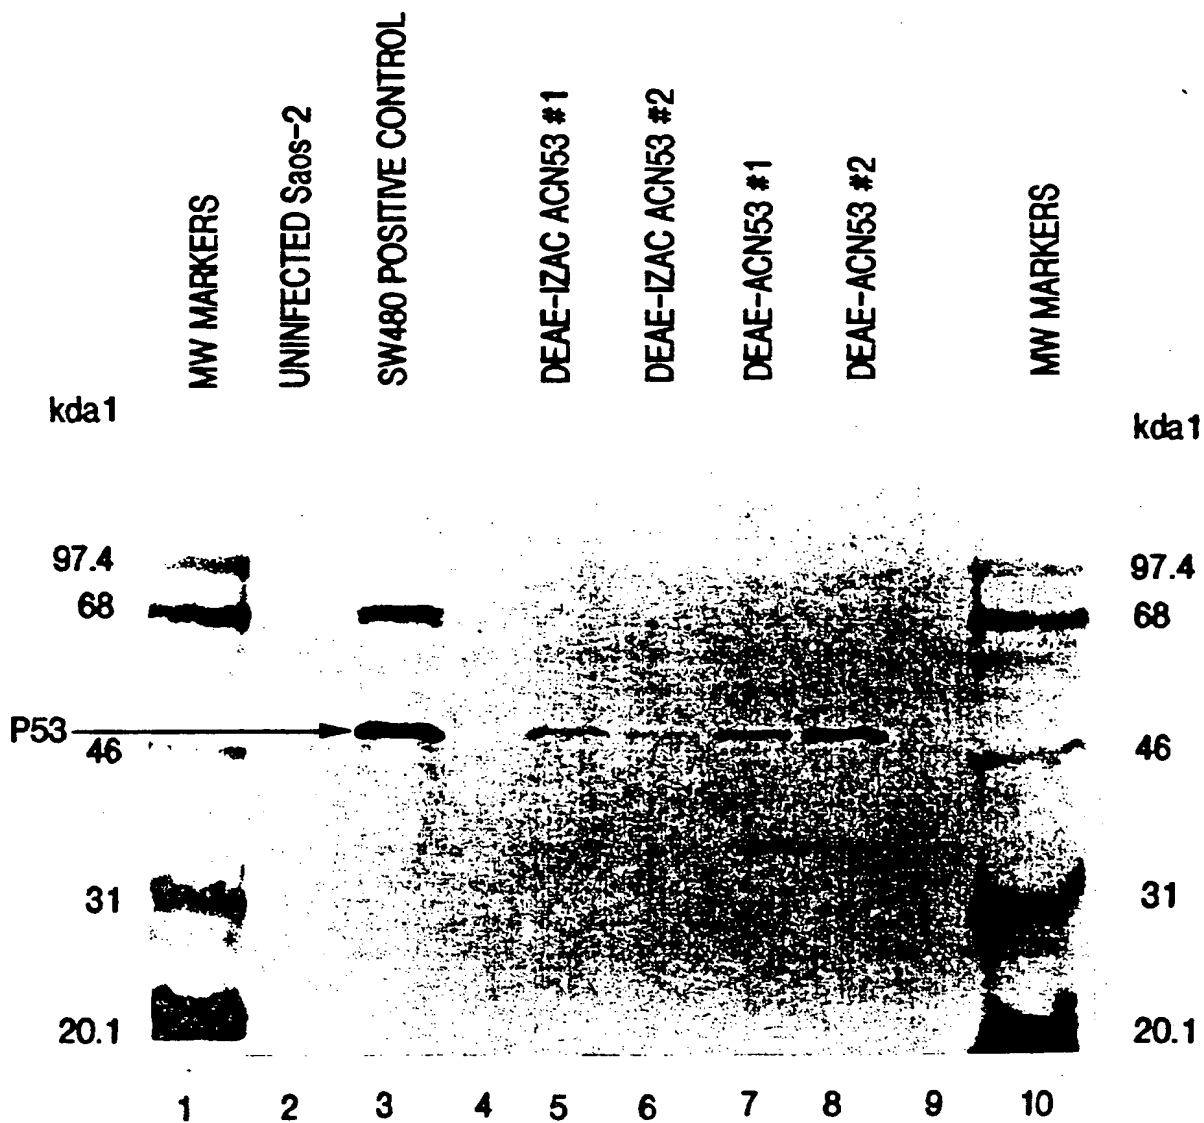 MW MARKERS
UNINFECTED Saos-2
SW480 POSITIVE CONTROL
DEAE-IZAC ACN53 #1
DEAE-IZAC ACN53 #2
DEAE-ACN53 #1
DEAE-ACN53 #2
MW MARKERS
kda1
kda1
97.4
97.4
68
68
P53
46
46
31
31
20.1
20.1
1 2 3 4 5 6 7 8 9 10